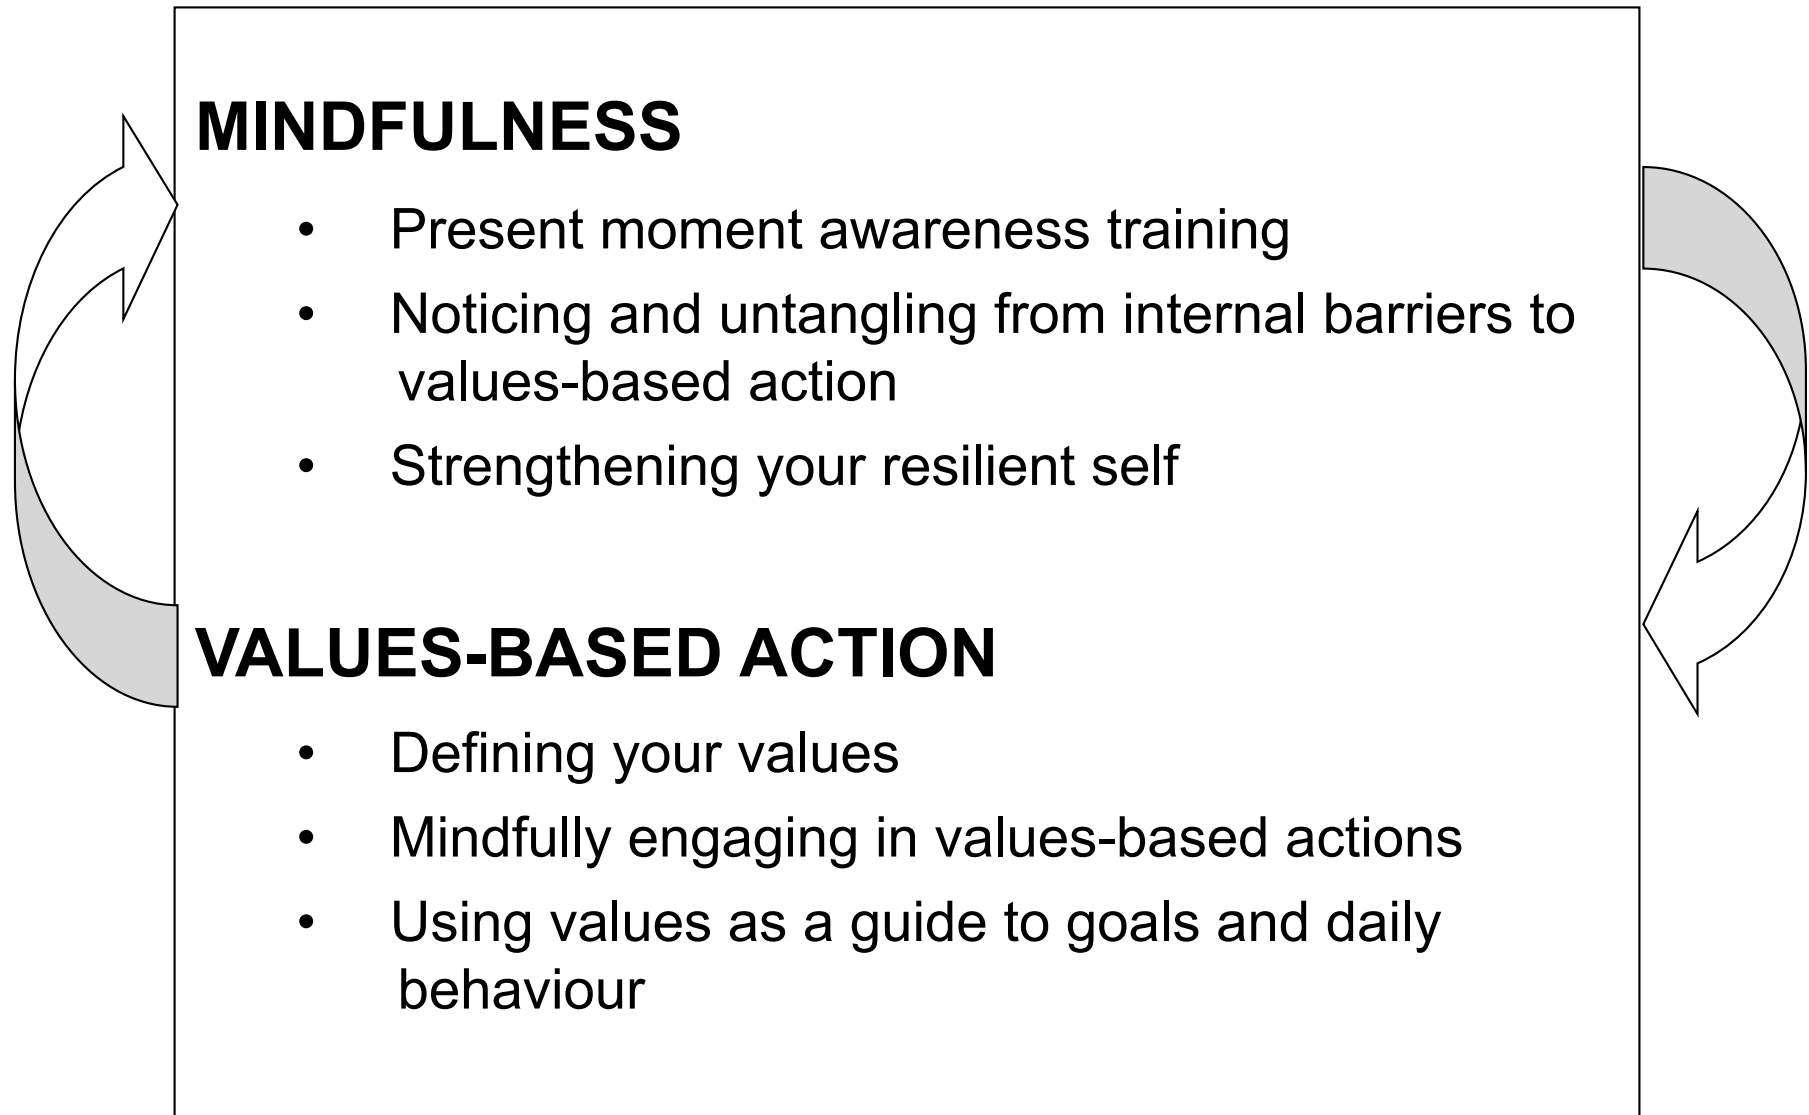 MINDFULNESS
• Present moment awareness training
• Noticing and untangling from internal barriers to
values-based action
• Strengthening your resilient self
VALUES-BASED ACTION
• Defining your values
• Mindfully engaging in values-based actions
• Using values as a guide to goals and daily
behaviour